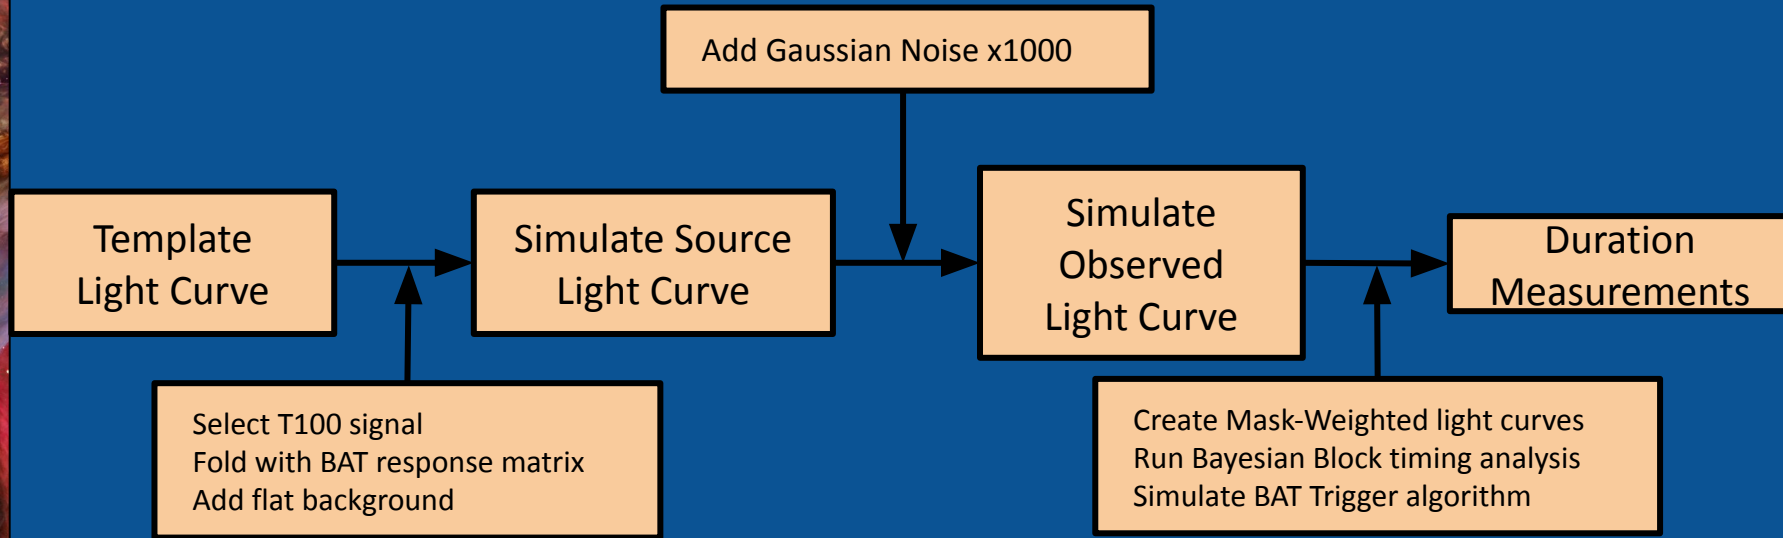 Add Gaussian Noise x1000
Template
Light Curve
Simulate Source
Light Curve
Simulate
Observed
Light Curve
Duration
Measurements
Select T100 signal
Fold with BAT response matrix
Add flat background
Create Mask-Weighted light curves
Run Bayesian Block timing analysis
Simulate BAT Trigger algorithm